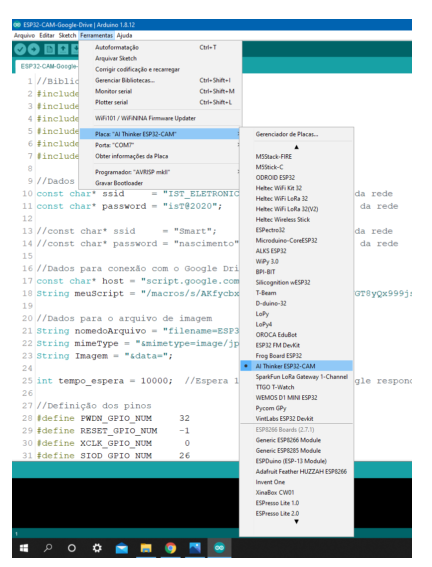 ESP32-CAM-Google-Drive | Arduino 1.8.12
Arquivo Editar Sketch Ferramentas Ajuda
Autoformatação Ctrl+T
Arquivar Sketch
Corrigir codificação e recarregar
Gerenciar Bibliotecas... Ctrl+Shift+I
Monitor serial Ctrl+Shift+M
Plotter serial Ctrl+Shift+L
WiFi101 / WiFiNINA Firmware Updater
Placa: "AI Thinker ESP32-CAM"
Porta: "COM7"
Obter informações da Placa
Programador: "AVRISP mkII"
Gravar Bootloader
Gerenciador de Placas...
M5Stack-FIRE
M5Stick-C
ODROID ESP32
Heltec WiFi Kit 32
Heltec WiFi LoRa 32
Heltec WiFi LoRa 32(V2)
Heltec Wireless Stick
ESPectro32
Microduino-CoreESP32
ALKS ESP32
WiPy 3.0
BPI-BIT
Silicognition wESP32
T-Beam
D-duino-32
LoPy
LoPy4
OROCA EduBot
ESP32 FM DevKit
Frog Board ESP32
AI Thinker ESP32-CAM
SparkFun LoRa Gateway 1-Channel
TTGO T-Watch
WEMOS D1 MINI ESP32
Pycom GPy
VintLabs ESP32 Devkit
ESP8266 Boards (2.7.1)
Generic ESP8266 Module
Generic ESP8285 Module
ESPDuino (ESP-13 Module)
Adafruit Feather HUZZAH ESP8266
Invent One
XinaBox CW01
ESPresso Lite 1.0
ESPresso Lite 2.0
ESP32-CAM-Google-
1 //Biblic
2 #include
3 #include
4 #include
5 #include
6 #include
7 #include
8
9 //Dados
10 const char* ssid = "IST_ELETRONIC da rede
11 const char* password = "isT@2020"; da rede
12
13 //const char* ssid = "Smart"; da rede
14 //const char* password = "nascimento" da rede
15
16 //Dados para conexão com o Google Dri
17 const char* host = "script.google.com
18 String meuScript = "/macros/s/AKfycbx GT8yQx999js
19
20 //Dados para o arquivo de imagem
21 String nomedoArquivo = "filename=ESP3
22 String mimeType = "&mimetype=image/jp
23 String Imagem = "&data=";
24
25 int tempo_espera = 10000; //Espera 1 gle respond
26
27 //Definição dos pinos
28 #define PWDN_GPIO_NUM 32
29 #define RESET_GPIO_NUM -1
30 #define XCLK_GPIO_NUM 0
31 #define SIOD_GPIO_NUM 26
1